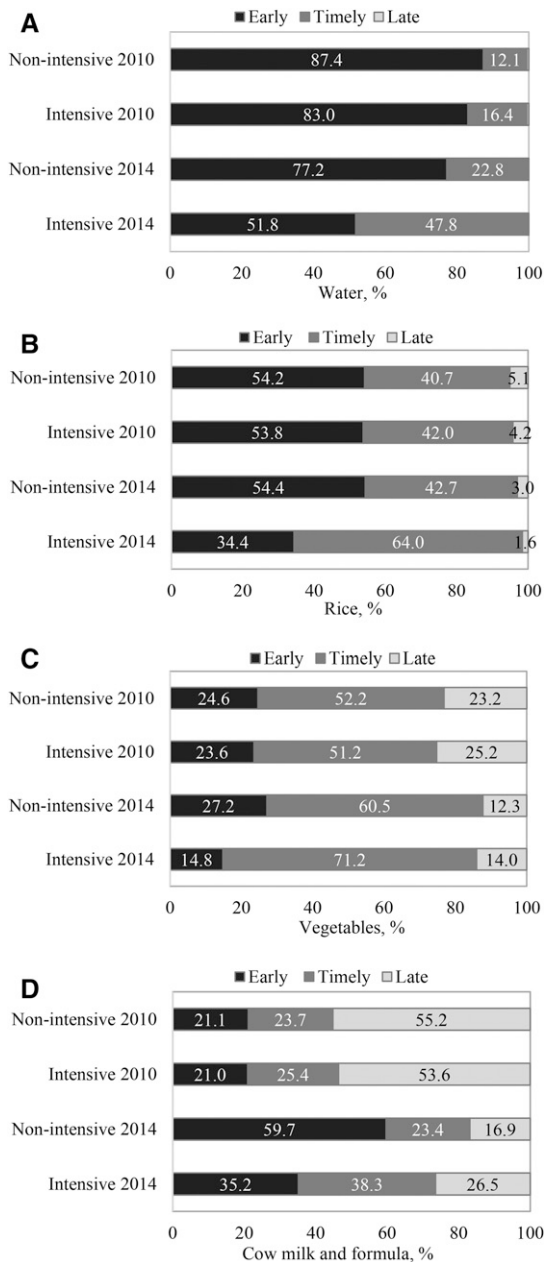 A
Early Timely Late
Non-intensive 2010 87.4 12.1
Intensive 2010 83.0 16.4
Non-intensive 2014 77.2 22.8
Intensive 2014 51.8 47.8
0 20 40 60 80 100
Water, %
B
Early Timely Late
Non-intensive 2010 54.2 40.7 5.1
Intensive 2010 53.8 42.0 4.2
Non-intensive 2014 54.4 42.7 3.0
Intensive 2014 34.4 64.0 1.6
0 20 40 60 80 100
Rice, %
C
Early Timely Late
Non-intensive 2010 24.6 52.2 23.2
Intensive 2010 23.6 51.2 25.2
Non-intensive 2014 27.2 60.5 12.3
Intensive 2014 14.8 71.2 14.0
0 20 40 60 80 100
Vegetables, %
D
Early Timely Late
Non-intensive 2010 21.1 23.7 55.2
Intensive 2010 21.0 25.4 53.6
Non-intensive 2014 59.7 23.4 16.9
Intensive 2014 35.2 38.3 26.5
0 20 40 60 80 100
Cow milk and formula, %